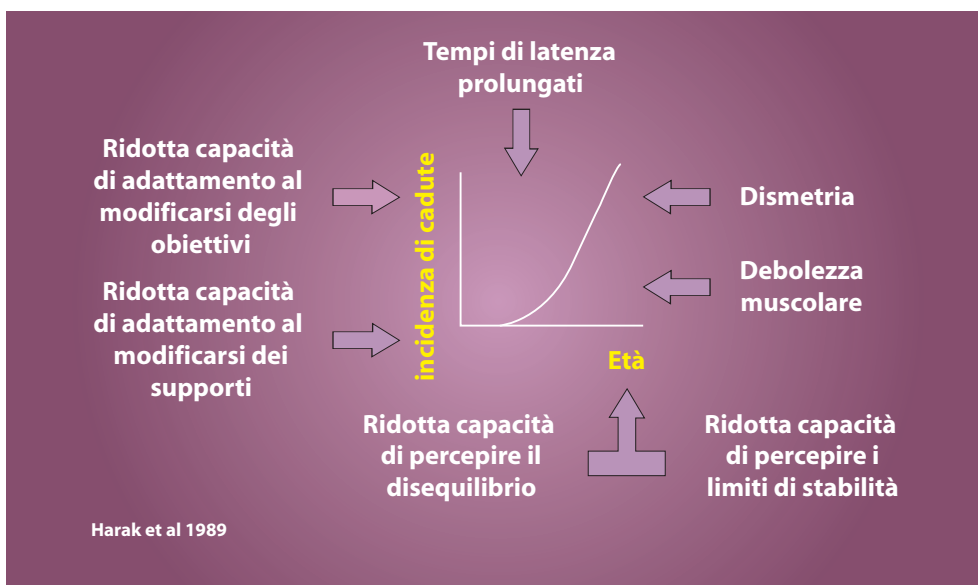 Tempi di latenza
prolungati
Ridotta capacità
di adattamento al
modificarsi degli
obiettivi
Ridotta capacità
di adattamento al
modificarsi dei
supporti
incidenza di cadute
Dismetria
Debolezza
muscolare
Età
Ridotta capacità
di percepire il
disequilibrio
Ridotta capacità
di percepire i
limiti di stabilità
Harak et al 1989